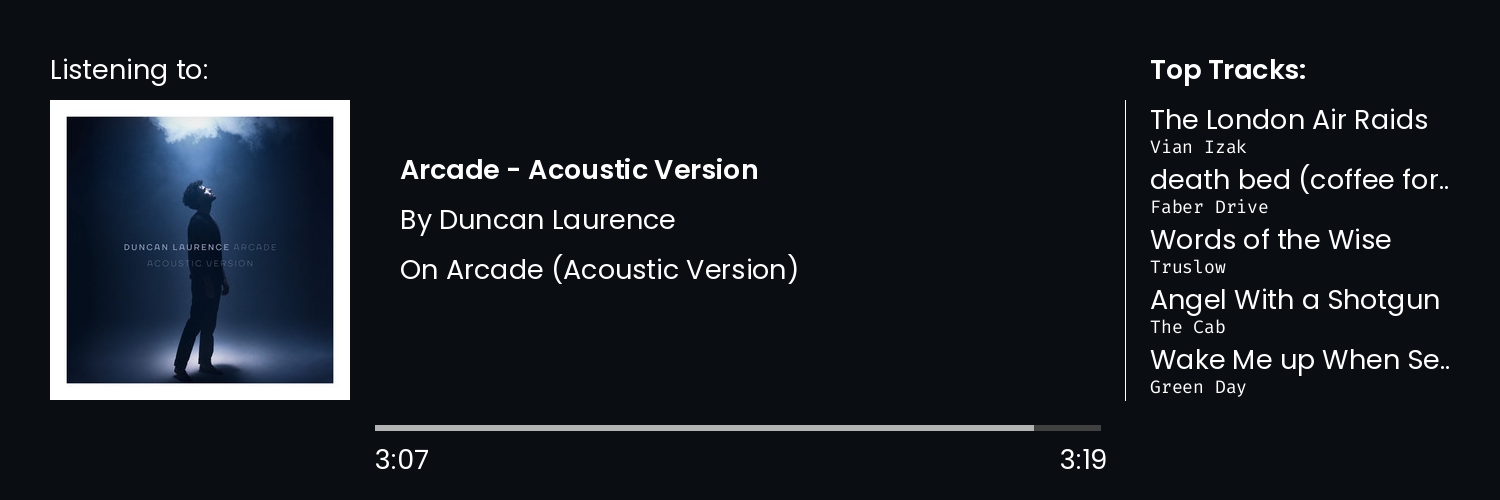 Listening to:
DUNCAN LAURENCE ARCADE
ACOUSTIC VERSION
Arcade - Acoustic Version
By Duncan Laurence
On Arcade (Acoustic Version)
3:07
3:19
Top Tracks:
The London Air Raids
Vian Izak
death bed (coffee for..
Faber Drive
Words of the Wise
Truslow
Angel With a Shotgun
The Cab
Wake Me up When Se..
Green Day